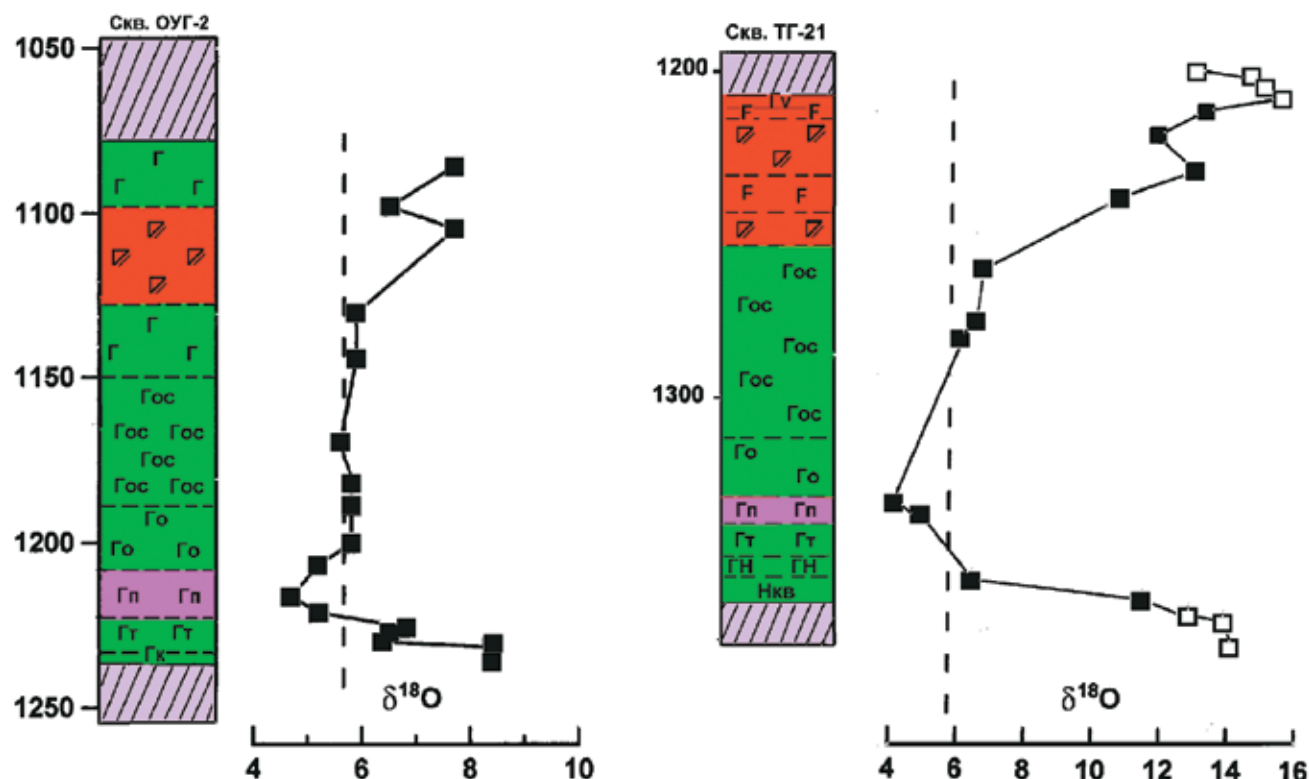 Скв. ОУГ-2
1050
1100
1150
1200
1250
Г
Г Г
Г
Г Г
Гос
Гос Гос
Гос
Гос Гос
Го
Го Го
Гп Гп
Гт Гт
Гк
δ¹⁸O
4 6 8 10
Скв. ТГ-21
1200
1300
Гv
F F
F F
Гос
Гос
Гос
Гос
Гос
Го
Го
Гп Гп
Гт Гт
ГН ГН
Нкв
δ¹⁸O
4 6 8 10 12 14 16